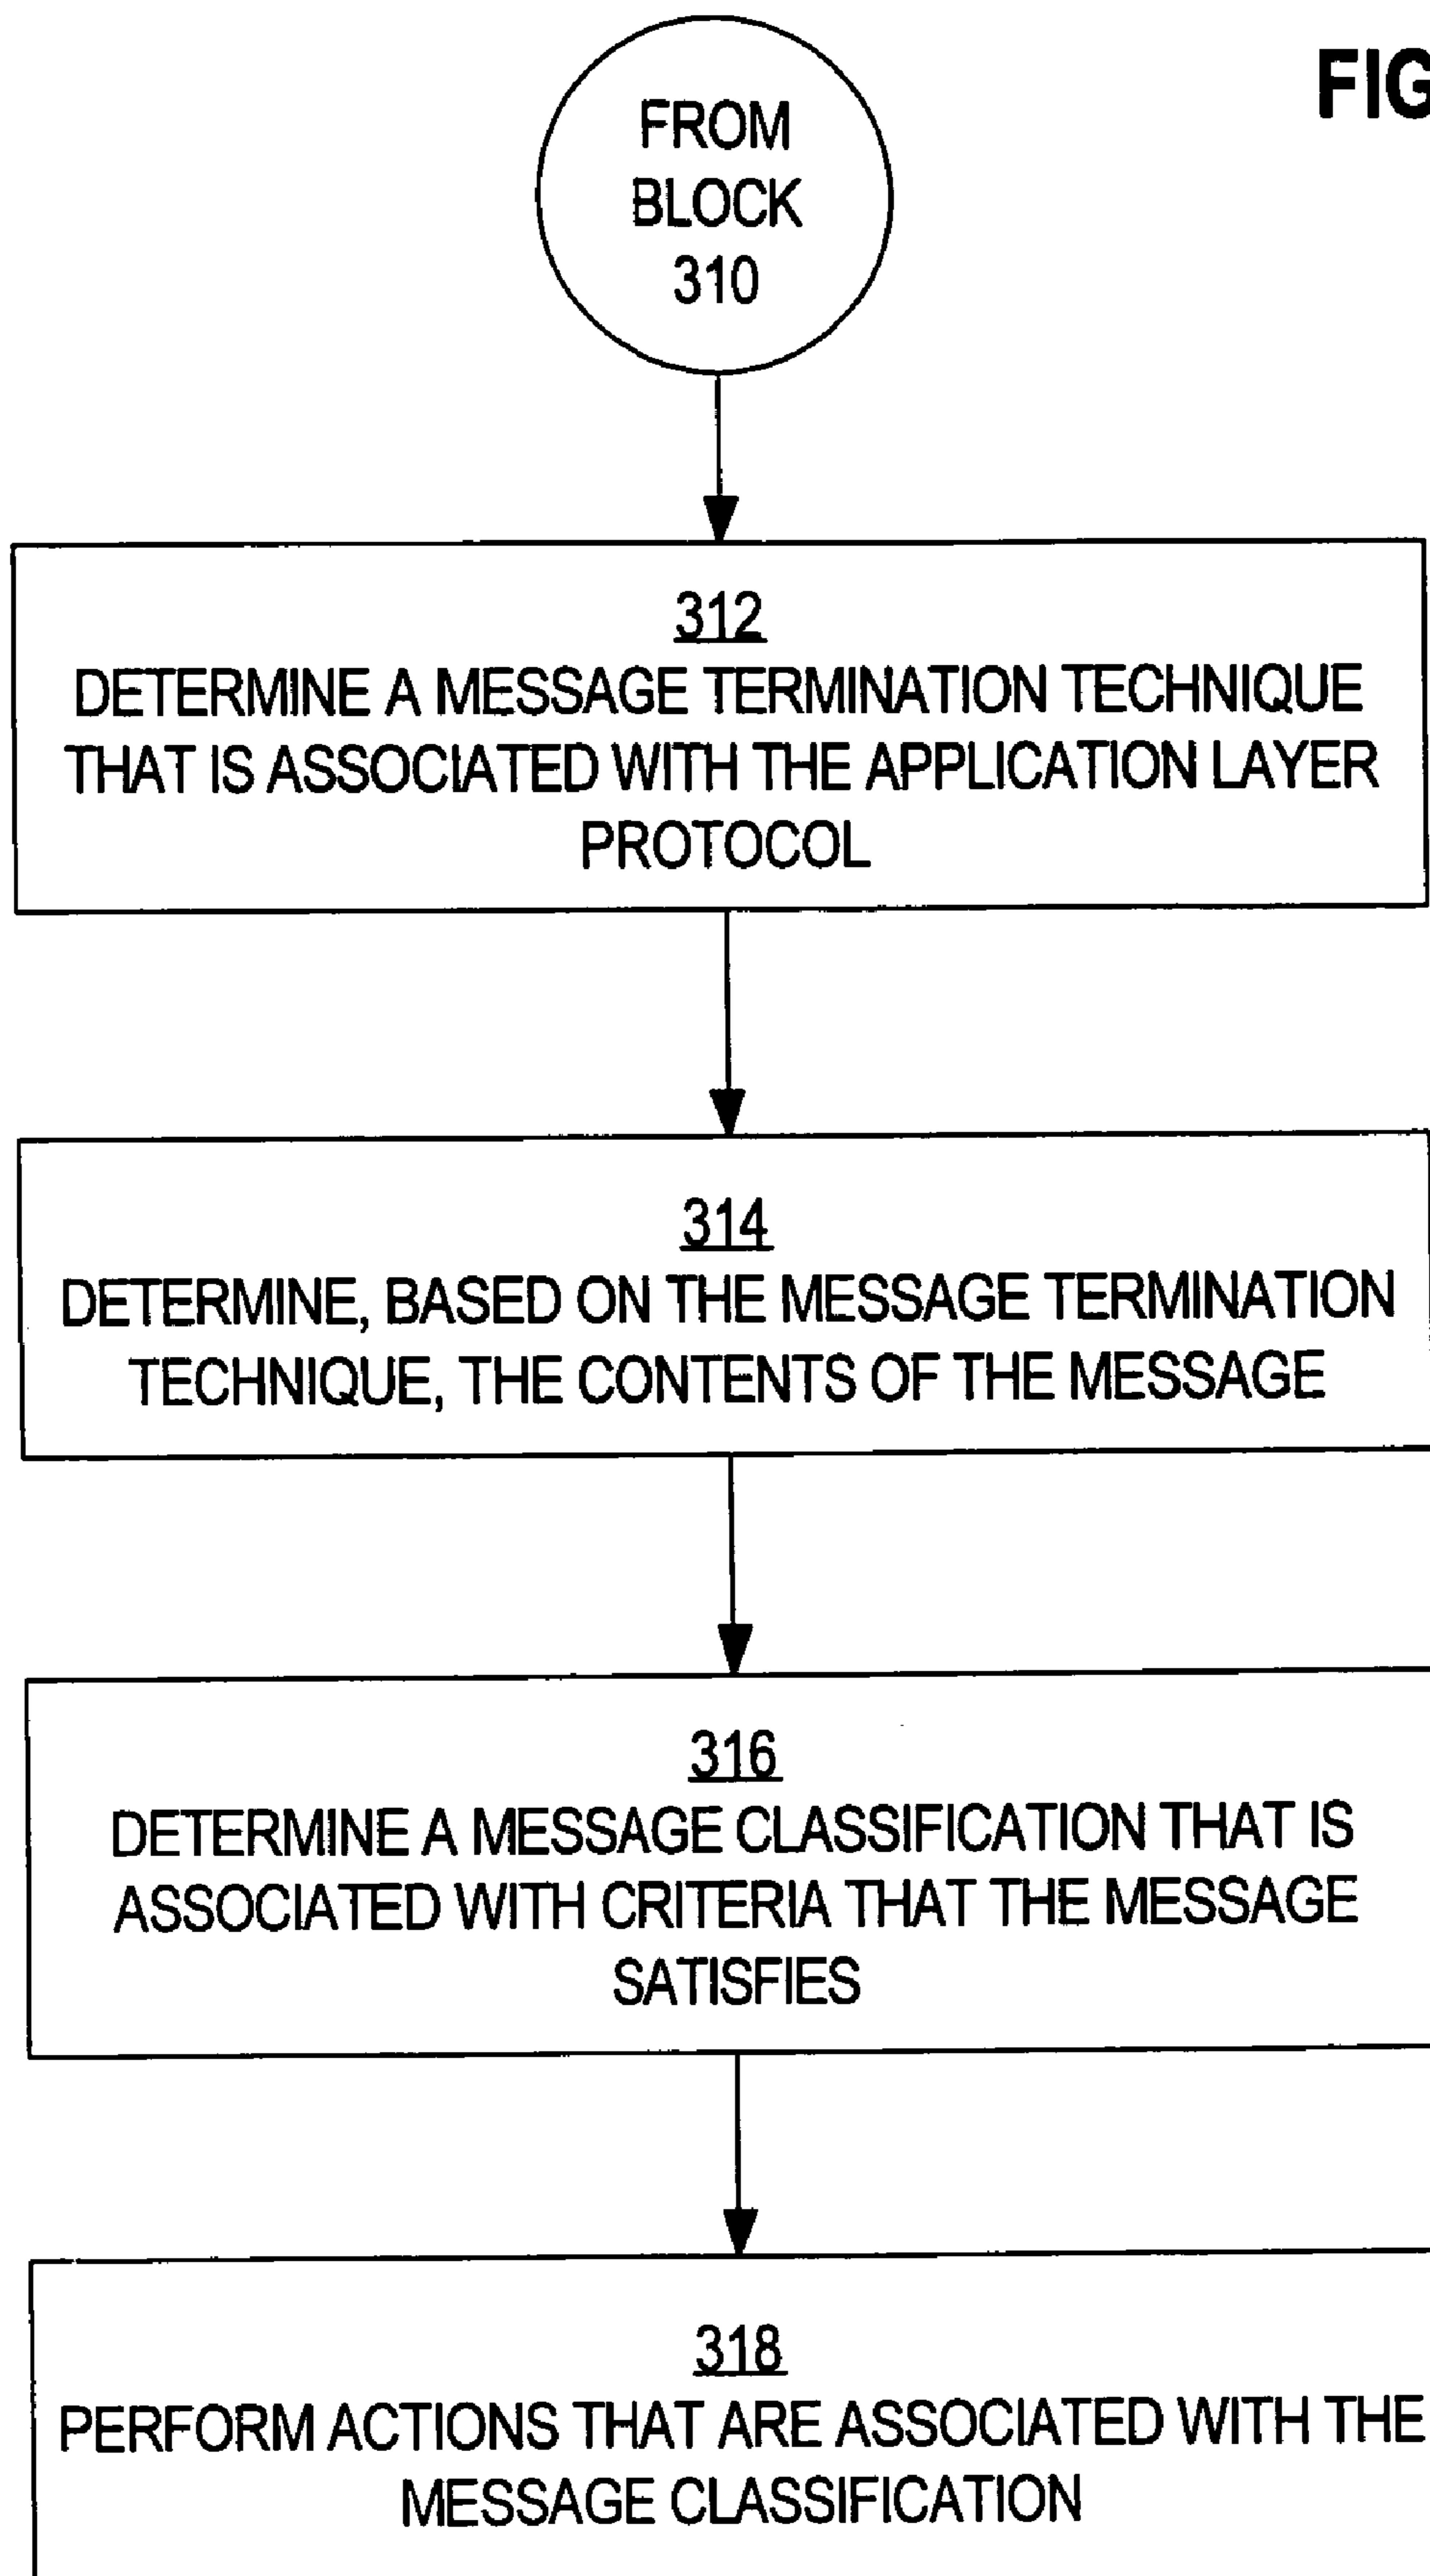 FIG
FROM
BLOCK
310
312
DETERMINE A MESSAGE TERMINATION TECHNIQUE
THAT IS ASSOCIATED WITH THE APPLICATION LAYER
PROTOCOL
314
DETERMINE, BASED ON THE MESSAGE TERMINATION
TECHNIQUE, THE CONTENTS OF THE MESSAGE
316
DETERMINE A MESSAGE CLASSIFICATION THAT IS
ASSOCIATED WITH CRITERIA THAT THE MESSAGE
SATISFIES
318
PERFORM ACTIONS THAT ARE ASSOCIATED WITH THE
MESSAGE CLASSIFICATION